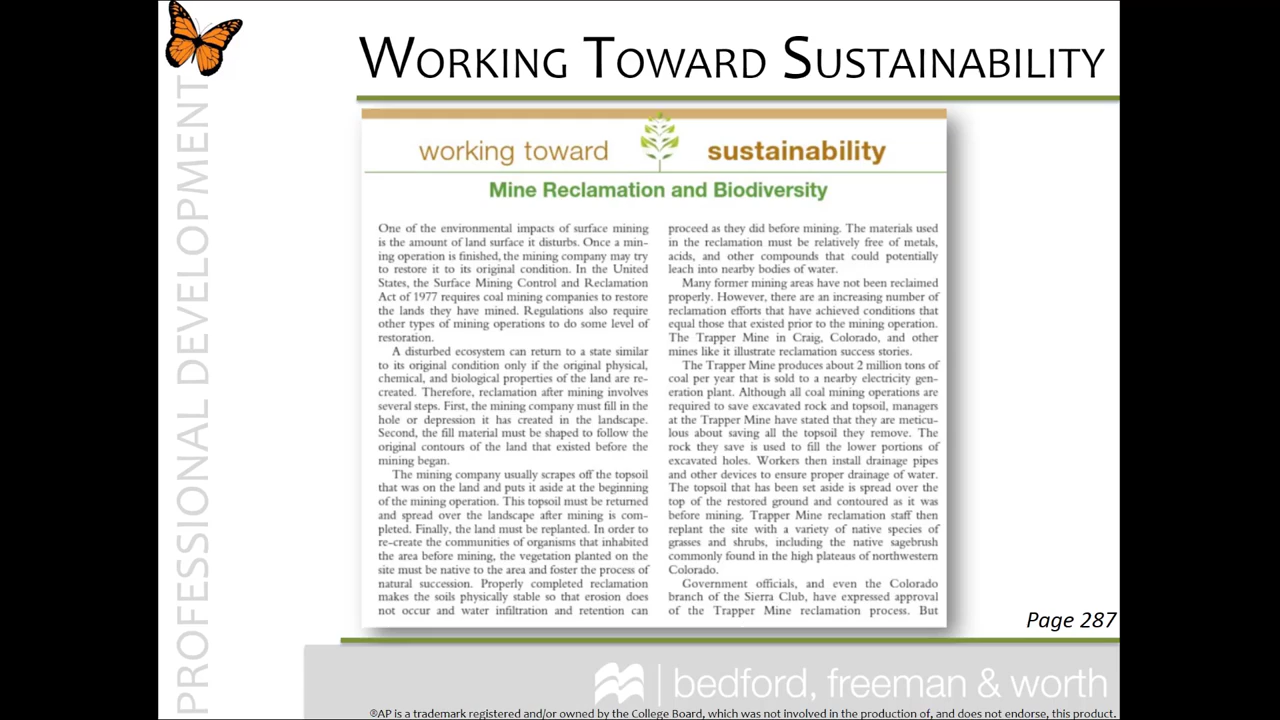 WORKING TOWARD SUSTAINABILITY
PROFESSIONAL DEVELOPMENT
working toward sustainability
Mine Reclamation and Biodiversity
One of the environmental impacts of surface mining
is the amount of land surface it disturbs. Once a min-
ing operation is finished, the mining company may try
to restore it to its original condition. In the United
States, the Surface Mining Control and Reclamation
Act of 1977 requires coal mining companies to restore
the lands they have mined. Regulations also require
other types of mining operations to do some level of
restoration.
A disturbed ecosystem can return to a state similar
to its original condition only if the original physical,
chemical, and biological properties of the land are re-
created. Therefore, reclamation after mining involves
several steps. First, the mining company must fill in the
hole or depression it has created in the landscape.
Second, the fill material must be shaped to follow the
original contours of the land that existed before the
mining began.
The mining company usually scrapes off the topsoil
that was on the land and puts it aside at the beginning
of the mining operation. This topsoil must be returned
and spread over the landscape after mining is com-
pleted. Finally, the land must be replanted. In order to
re-create the communities of organisms that inhabited
the area before mining, the vegetation planted on the
site must be native to the area and foster the process of
natural succession. Properly completed reclamation
makes the soils physically stable so that erosion does
not occur and water infiltration and retention can
proceed as they did before mining. The materials used
in the reclamation must be relatively free of metals,
acids, and other compounds that could potentially
leach into nearby bodies of water.
Many former mining areas have not been reclaimed
properly. However, there are an increasing number of
reclamation efforts that have achieved conditions that
equal those that existed prior to the mining operation.
The Trapper Mine in Craig, Colorado, and other
mines like it illustrate reclamation success stories.
The Trapper Mine produces about 2 million tons of
coal per year that is sold to a nearby electricity gen-
eration plant. Although all coal mining operations are
required to save excavated rock and topsoil, managers
at the Trapper Mine have stated that they are meticu-
lous about saving all the topsoil they remove. The
rock they save is used to fill the lower portions of
excavated holes. Workers then install drainage pipes
and other devices to ensure proper drainage of water.
The topsoil that has been set aside is spread over the
top of the restored ground and contoured as it was
before mining. Trapper Mine reclamation staff then
replant the site with a variety of native species of
grasses and shrubs, including the native sagebrush
commonly found in the high plateaus of northwestern
Colorado.
Government officials, and even the Colorado
branch of the Sierra Club, have expressed approval
of the Trapper Mine reclamation process. But
Page 287
bedford, freeman & worth
®AP is a trademark registered and/or owned by the College Board, which was not involved in the production of, and does not endorse, this product.